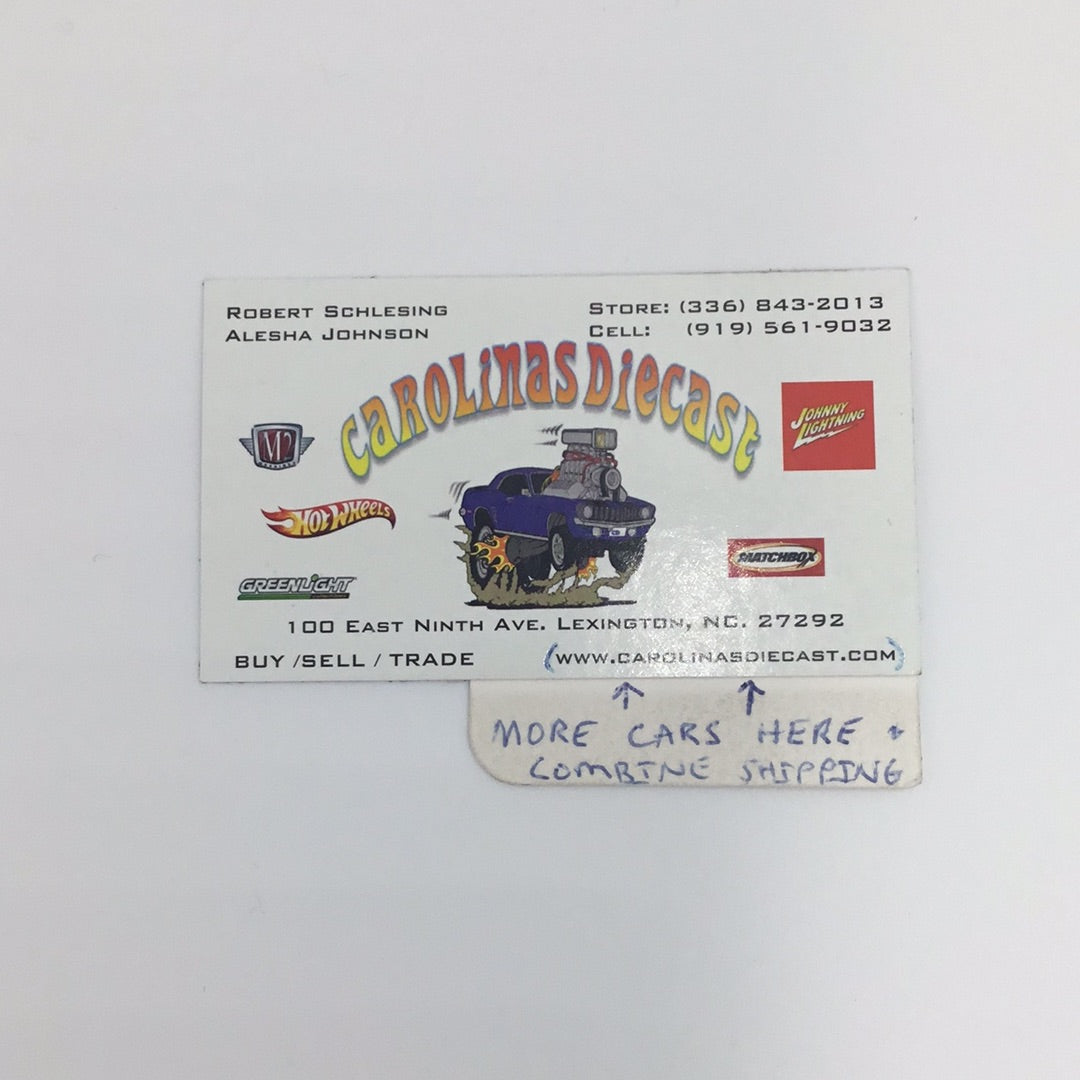 ROBERT SCHLESING
ALESHA JOHNSON
STORE: (336) 843-2013
CELL: (919) 561-9032
CAROLINAS DIECAST
M2
JOHNNY
LIGHTNING
HOT WHEELS
MATCHBOX
GREENLIGHT
100 EAST NINTH AVE. LEXINGTON, NC. 27292
BUY /SELL / TRADE
(WWW.CAROLINASDIECAST.COM)
MORE CARS HERE +
COMBINE SHIPPING